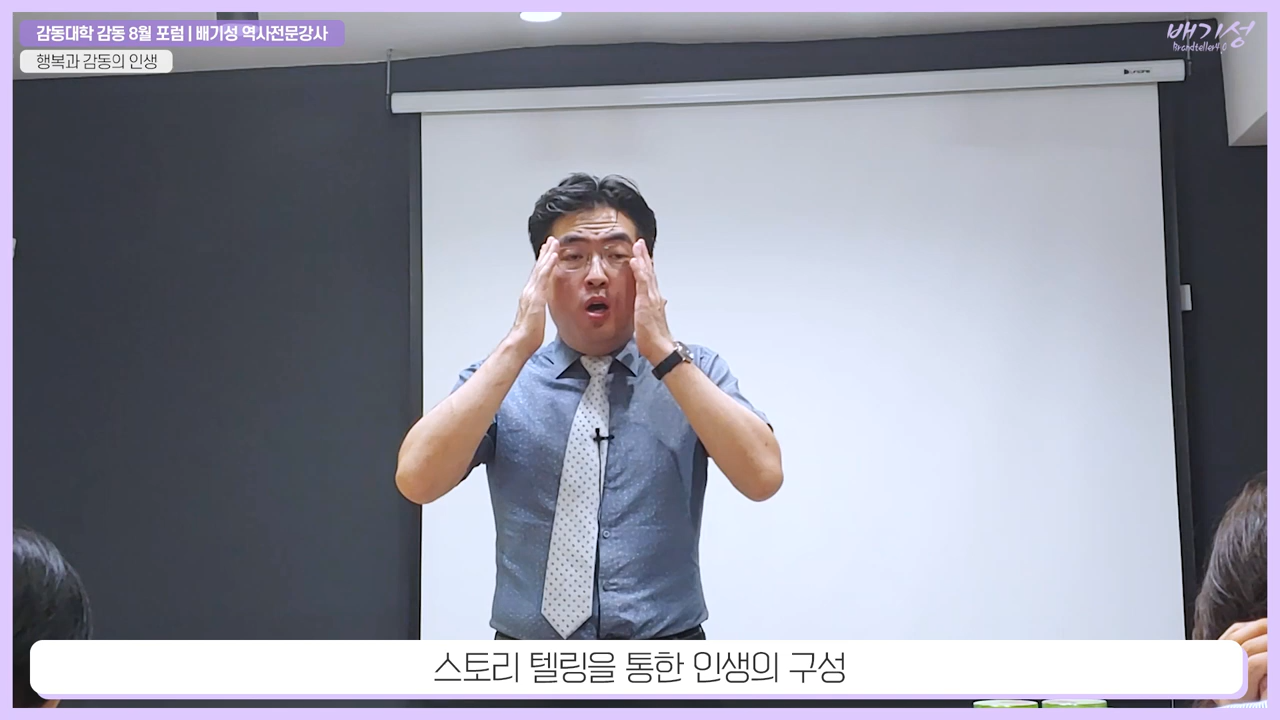 감동대학 감동 8월 포럼 | 배기성 역사전문강사
행복과 감동의 인생
배기성
Brandteller4.0
스토리 텔링을 통한 인생의 구성